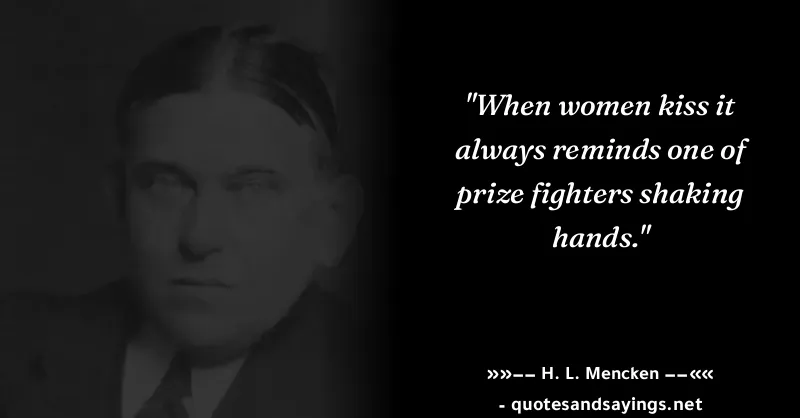 "When women kiss it
always reminds one of
prize fighters shaking
hands."
»»–– H. L. Mencken ––««
- quotesandsayings.net